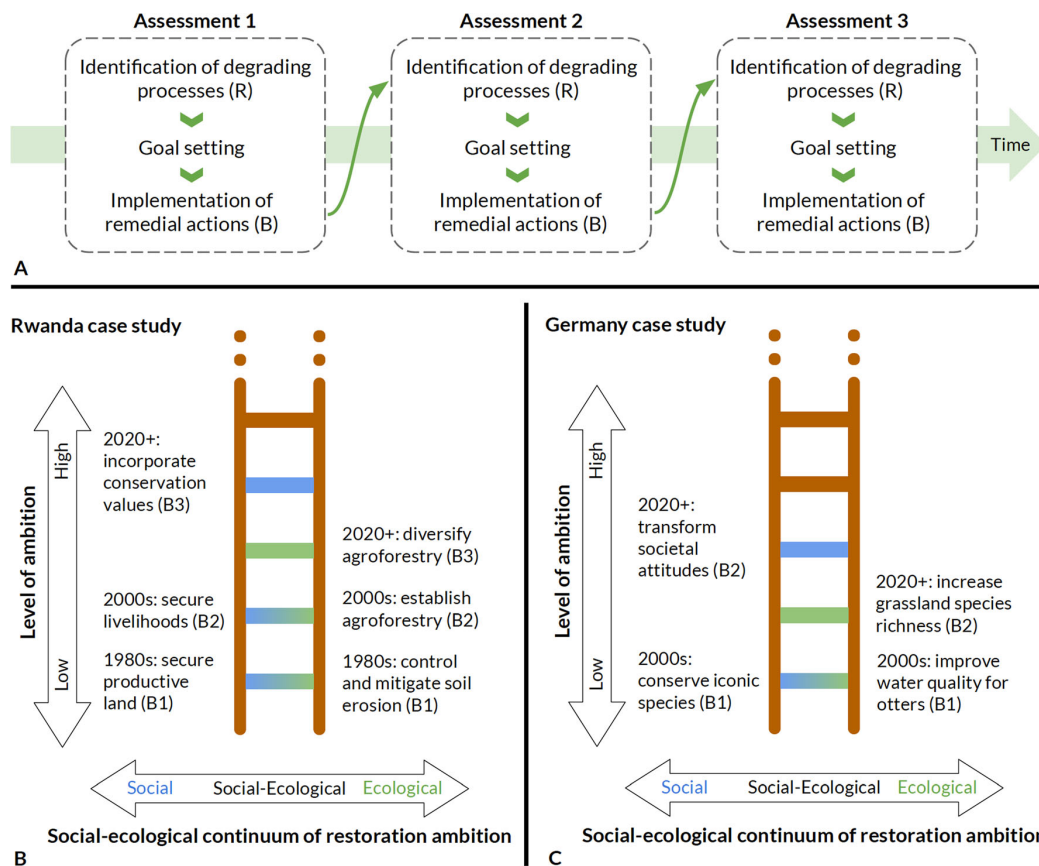 Assessment 1
Identification of degrading
processes (R)
Goal setting
Implementation of
remedial actions (B)
Assessment 2
Identification of degrading
processes (R)
Goal setting
Implementation of
remedial actions (B)
Assessment 3
Identification of degrading
processes (R)
Goal setting
Implementation of
remedial actions (B)
Time
A
Rwanda case study
High
Level of ambition
Low
2020+:
incorporate
conservation
values (B3)
2020+: diversify
agroforestry (B3)
2000s: secure
livelihoods (B2)
2000s: establish
agroforestry (B2)
1980s: secure
productive
land (B1)
1980s: control
and mitigate soil
erosion (B1)
Social
Social-Ecological
Ecological
Social-ecological continuum of restoration ambition
B
Germany case study
High
Level of ambition
Low
2020+:
transform
societal
attitudes (B2)
2020+: increase
grassland species
richness (B2)
2000s:
conserve iconic
species (B1)
2000s: improve
water quality for
otters (B1)
Social
Social-Ecological
Ecological
Social-ecological continuum of restoration ambition
C